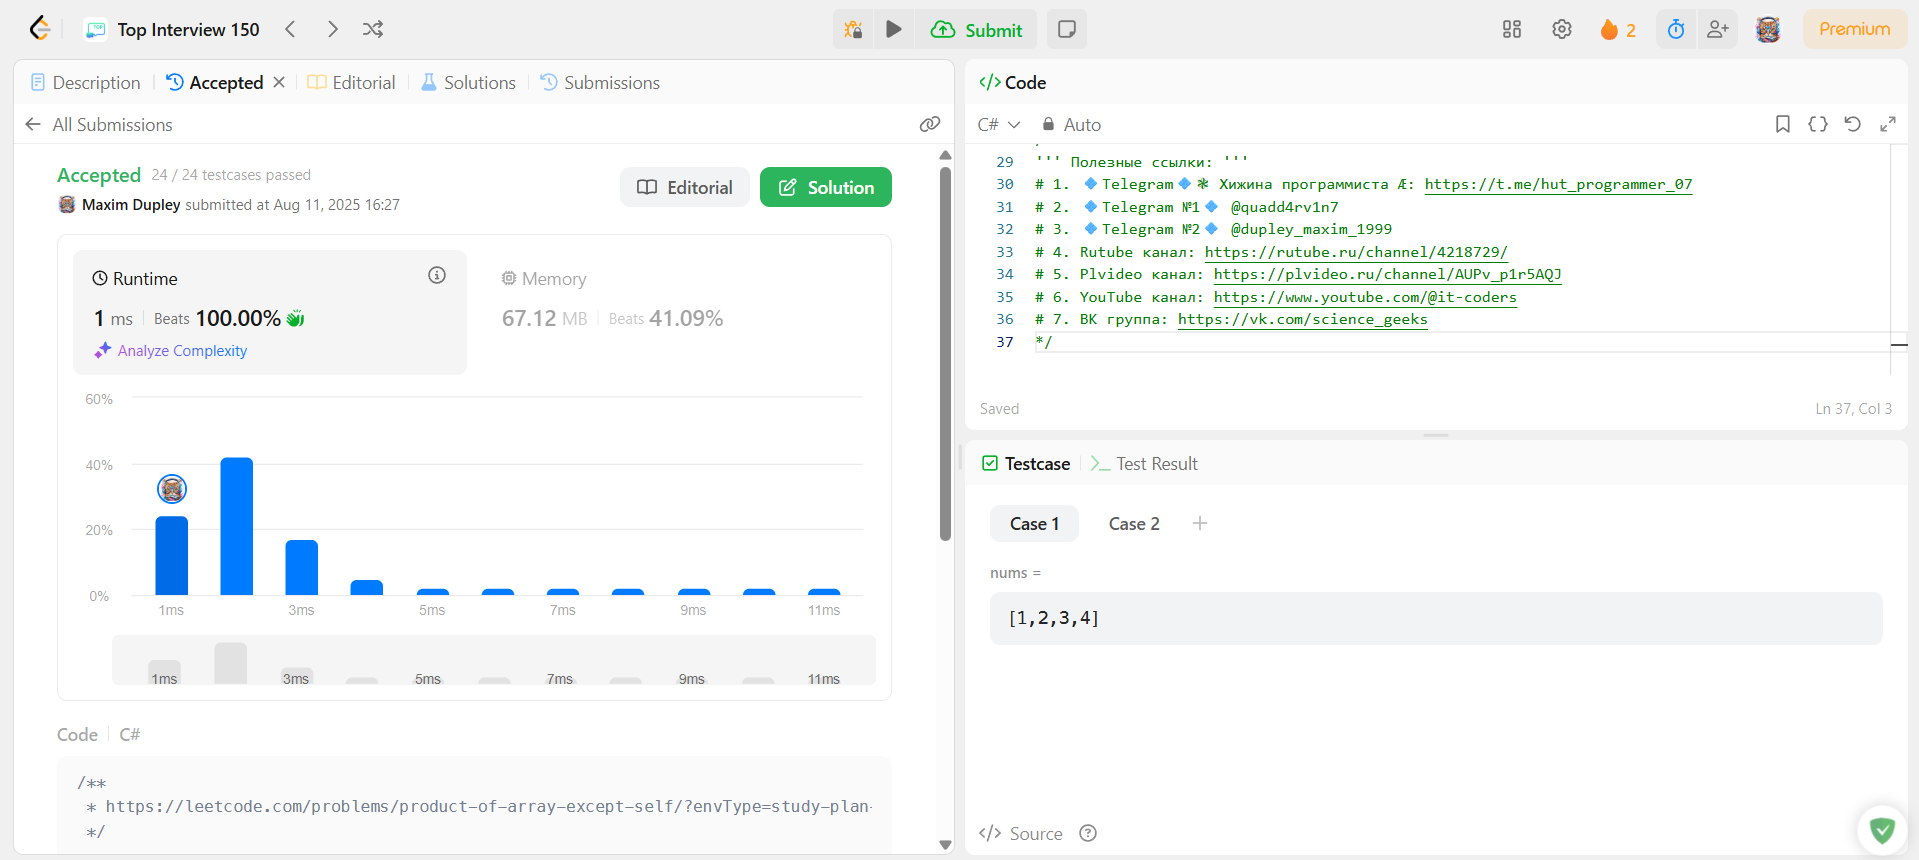 Top Interview 150
Submit
2
Premium
Description
Accepted
Editorial
Solutions
Submissions
All Submissions
Accepted 24 / 24 testcases passed
Maxim Dupley submitted at Aug 11, 2025 16:27
Editorial
Solution
Runtime
1 ms Beats 100.00%
Analyze Complexity
Memory
67.12 MB Beats 41.09%
60%
40%
20%
0%
1ms 3ms 5ms 7ms 9ms 11ms
1ms 3ms 5ms 7ms 9ms 11ms
Code C#
/**
* https://leetcode.com/problems/product-of-array-except-self/?envType=study-plan-
*/
</> Code
C# Auto
29 ''' Полезные ссылки: '''
30 # 1. 🔷Telegram🔷❃ Хижина программиста Æ: https://t.me/hut_programmer_07
31 # 2. 🔷Telegram №1🔷 @quadd4rv1n7
32 # 3. 🔷Telegram №2🔷 @dupley_maxim_1999
33 # 4. Rutube канал: https://rutube.ru/channel/4218729/
34 # 5. Plvideo канал: https://plvideo.ru/channel/AUPv_p1r5AQJ
35 # 6. YouTube канал: https://www.youtube.com/@it-coders
36 # 7. ВК группа: https://vk.com/science_geeks
37 */
Saved
Ln 37, Col 3
Testcase
>_ Test Result
Case 1 Case 2 +
nums =
[1,2,3,4]
</> Source